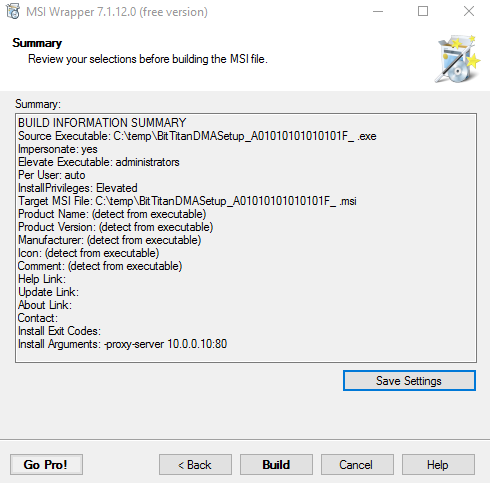 MSI Wrapper 7.1.12.0 (free version)
Summary
Review your selections before building the MSI file.
Summary:
BUILD INFORMATION SUMMARY
Source Executable: C:\temp\BitTitanDMASetup_A01010101010101F_ .exe
Impersonate: yes
Elevate Executable: administrators
Per User: auto
InstallPrivileges: Elevated
Target MSI File: C:\temp\BitTitanDMASetup_A01010101010101F_ .msi
Product Name: (detect from executable)
Product Version: (detect from executable)
Manufacturer: (detect from executable)
Icon: (detect from executable)
Comment: (detect from executable)
Help Link:
Update Link:
About Link:
Contact:
Install Exit Codes:
Install Arguments: -proxy-server 10.0.0.10:80
Save Settings
Go Pro! < Back Build Cancel Help